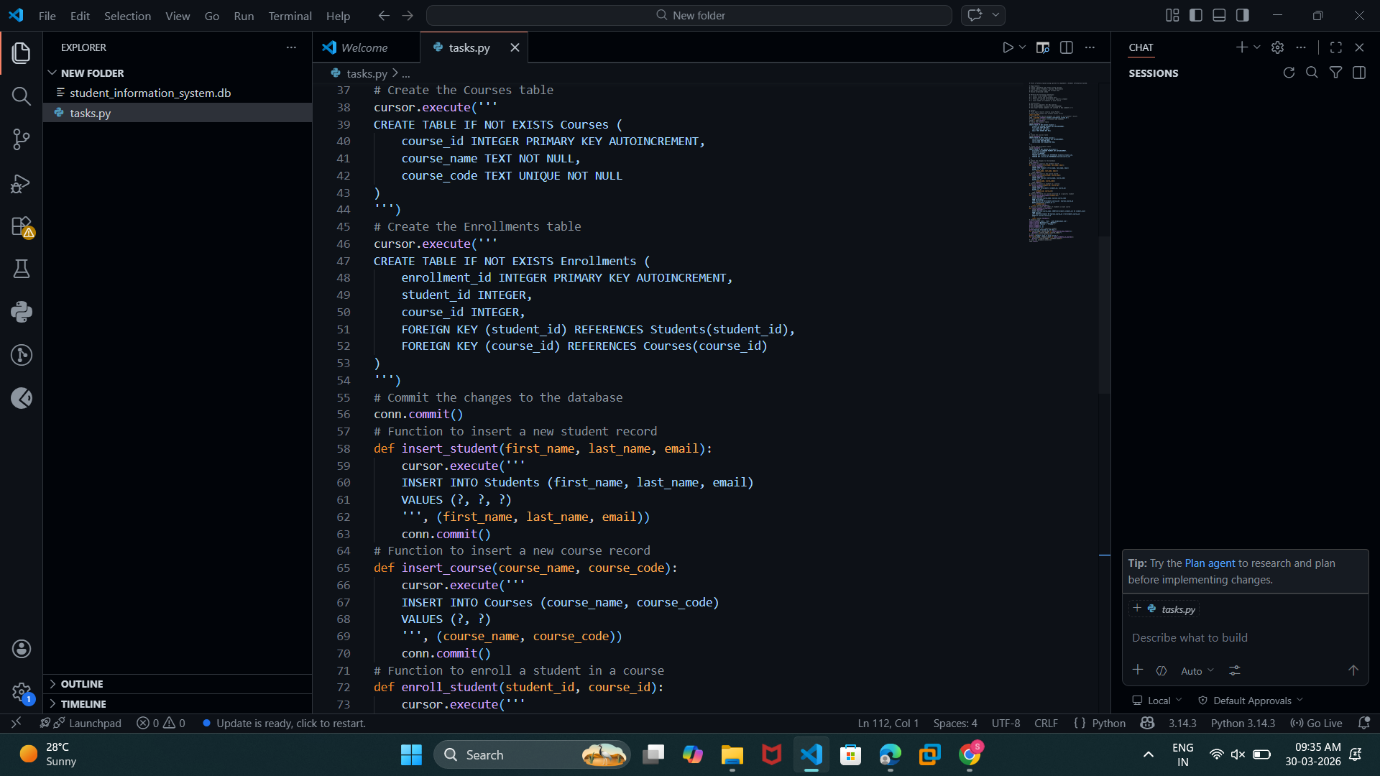 File Edit Selection View Go Run Terminal Help
New folder
EXPLORER
NEW FOLDER
student_information_system.db
tasks.py
OUTLINE
TIMELINE
Welcome
tasks.py
tasks.py > ...
37 # Create the Courses table
38 cursor.execute('''
39 CREATE TABLE IF NOT EXISTS Courses (
40     course_id INTEGER PRIMARY KEY AUTOINCREMENT,
41     course_name TEXT NOT NULL,
42     course_code TEXT UNIQUE NOT NULL
43 )
44 ''')
45 # Create the Enrollments table
46 cursor.execute('''
47 CREATE TABLE IF NOT EXISTS Enrollments (
48     enrollment_id INTEGER PRIMARY KEY AUTOINCREMENT,
49     student_id INTEGER,
50     course_id INTEGER,
51     FOREIGN KEY (student_id) REFERENCES Students(student_id),
52     FOREIGN KEY (course_id) REFERENCES Courses(course_id)
53 )
54 ''')
55 # Commit the changes to the database
56 conn.commit()
57 # Function to insert a new student record
58 def insert_student(first_name, last_name, email):
59     cursor.execute('''
60     INSERT INTO Students (first_name, last_name, email)
61     VALUES (?, ?, ?)
62     ''', (first_name, last_name, email))
63     conn.commit()
64 # Function to insert a new course record
65 def insert_course(course_name, course_code):
66     cursor.execute('''
67     INSERT INTO Courses (course_name, course_code)
68     VALUES (?, ?)
69     ''', (course_name, course_code))
70     conn.commit()
71 # Function to enroll a student in a course
72 def enroll_student(student_id, course_id):
73     cursor.execute('''
CHAT
SESSIONS
Tip: Try the Plan agent to research and plan
before implementing changes.
tasks.py
Describe what to build
Auto
Local Default Approvals
Launchpad 0 0 Update is ready, click to restart. Ln 112, Col 1 Spaces: 4 UTF-8 CRLF { } Python 3.14.3 Python 3.14.3 Go Live
1
28°C
Sunny
Search
S
ENG
IN
09:35 AM
30-03-2026